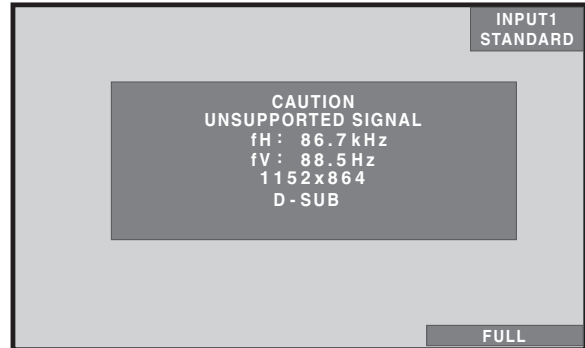 INPUT1
STANDARD
CAUTION
UNSUPPORTED SIGNAL
fH: 86.7kHz
fV: 88.5Hz
1152x864
D-SUB
FULL